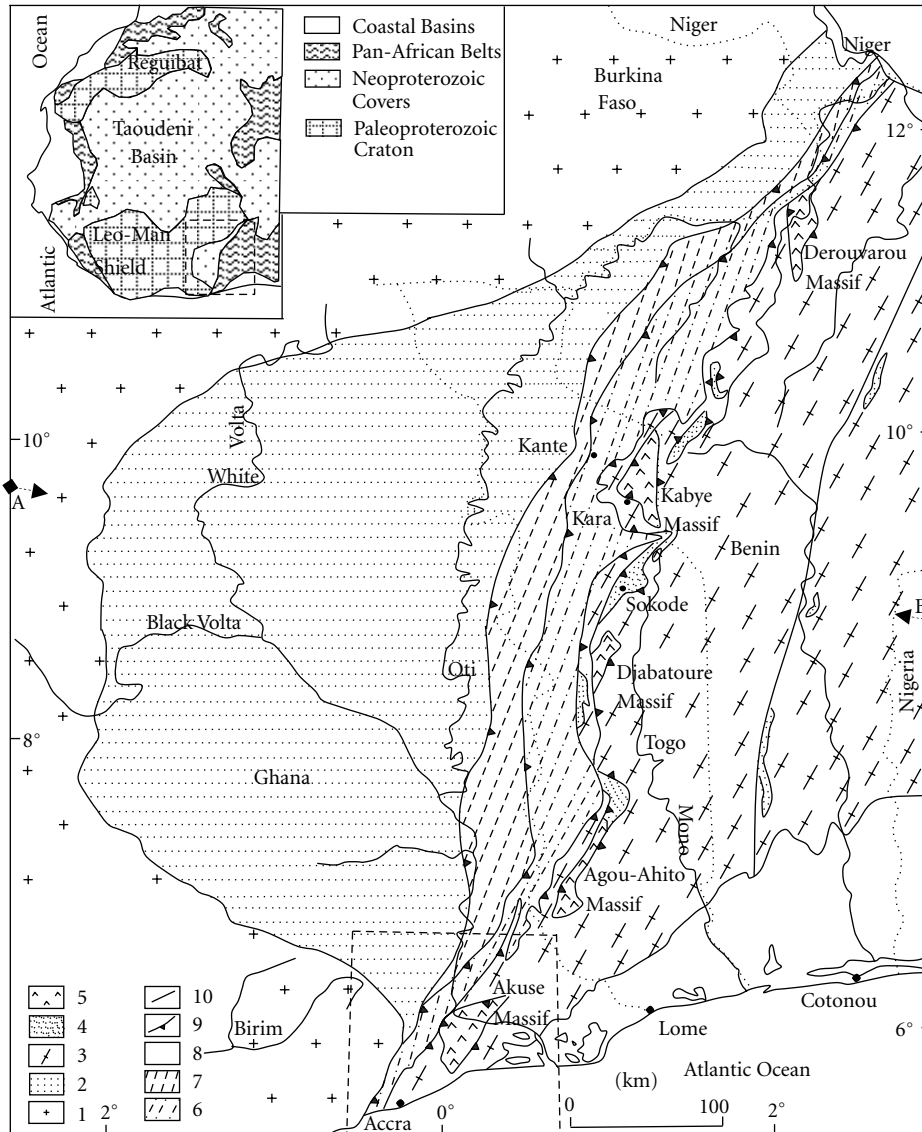 Ocean
Atlantic
Reguibat
Taoudeni
Basin
Leo-Man
Shield
Coastal Basins
Pan-African Belts
Neoproterozoic
Covers
Paleoproterozoic
Craton
Niger
Niger
Burkina
Faso
12°
Derouvarou
Massif
10°
Volta
White
Kante
10°
A
Kara
Kabye
Massif
Benin
Sokode
B
Black Volta
Oti
Djabatoure
Massif
Nigeria
8°
Togo
Ghana
Mono
Agou-Ahito
Massif
Akuse
Massif
Cotonou
Lome
6°
Birim
Atlantic Ocean
(km)
0 100
Accra
2° 0° 2°
5 10
4 9
3 8
2 7
1 6